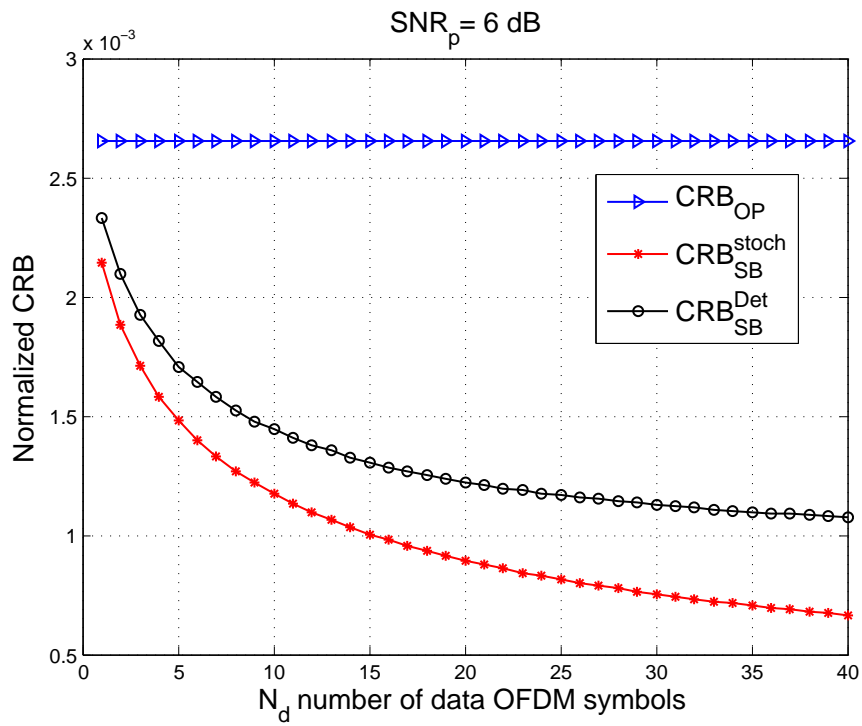 SNR_p= 6 dB
x 10^-3
3
2.5
2
1.5
1
0.5
Normalized CRB
CRB_OP
CRB_SB^stoch
CRB_SB^Det
0 5 10 15 20 25 30 35 40
N_d number of data OFDM symbols